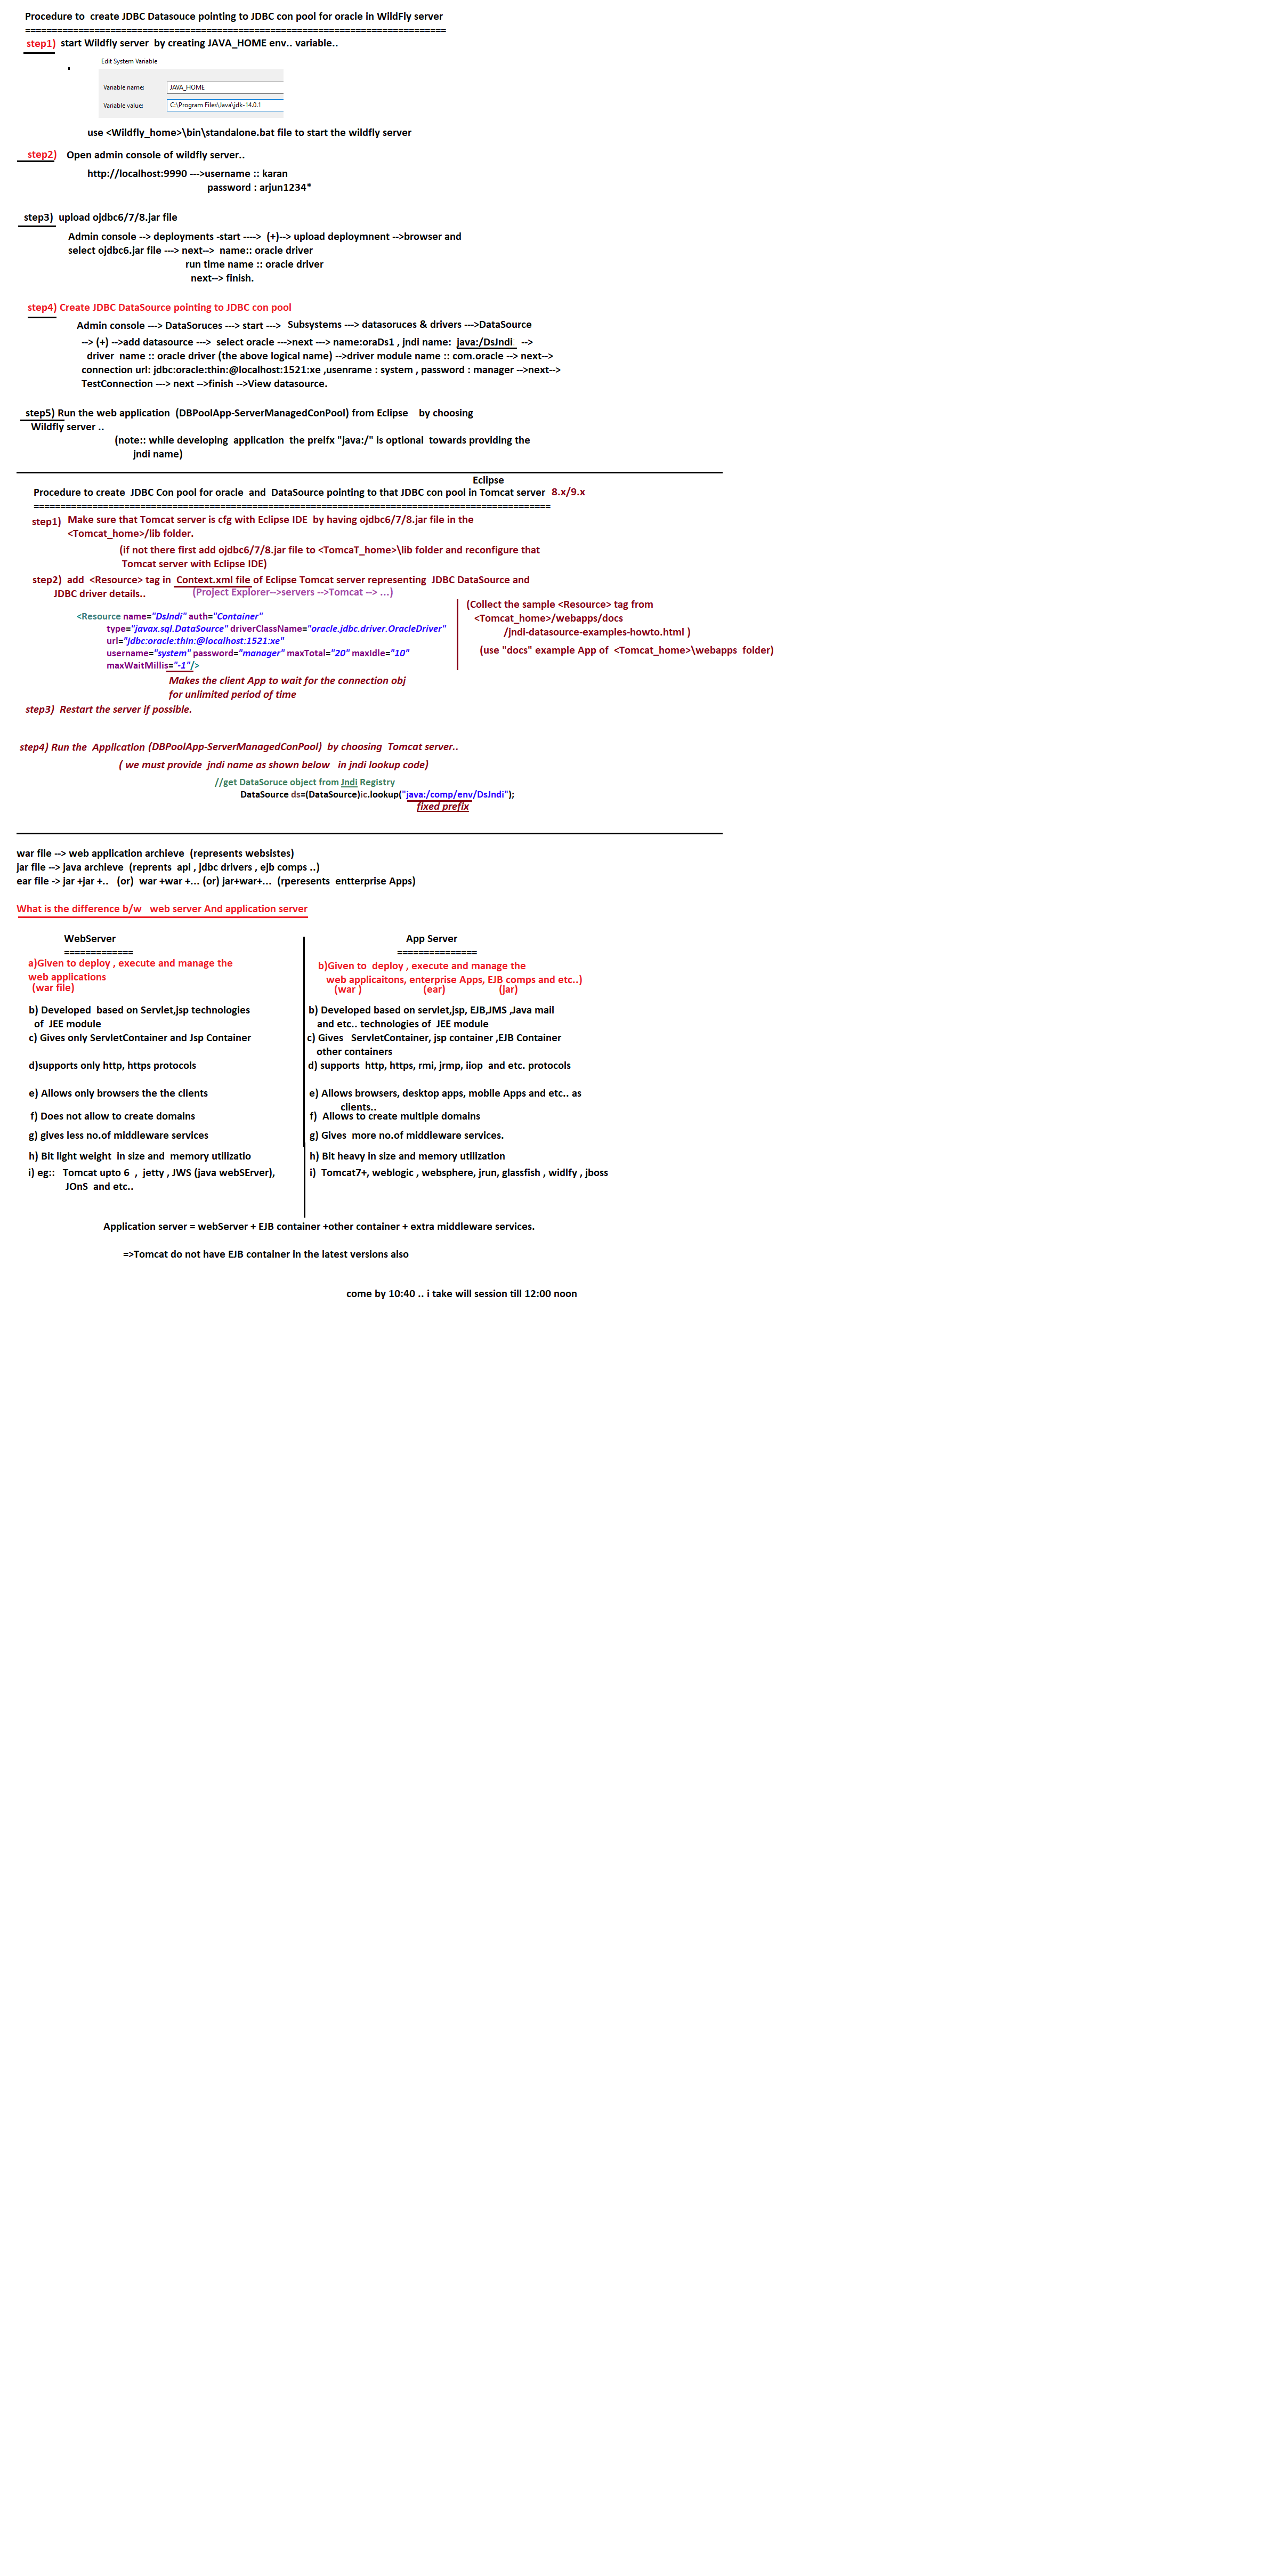 Procedure to  create JDBC Datasouce pointing to JDBC con pool for oracle in WildFly server
===============================================================================
step1)  start Wildfly server  by creating JAVA_HOME env.. variable..
Edit System Variable
Variable name: JAVA_HOME
Variable value: C:\Program Files\Java\jdk-14.0.1
use <Wildfly_home>\bin\standalone.bat file to start the wildfly server
step2)   Open admin console of wildfly server..
http://localhost:9990 --->username :: karan
password : arjun1234*
step3)  upload ojdbc6/7/8.jar file
Admin console --> deployments -start ---->  (+)--> upload deploymnent -->browser and
select ojdbc6.jar file ---> next-->  name:: oracle driver
run time name :: oracle driver
next--> finish.
step4) Create JDBC DataSource pointing to JDBC con pool
Admin console ---> DataSoruces ---> start --->  Subsystems ---> datasoruces & drivers --->DataSource
--> (+) -->add datasource --->  select oracle --->next ---> name:oraDs1 , jndi name:  java:/DsJndi  -->
driver  name :: oracle driver (the above logical name) -->driver module name :: com.oracle --> next-->
connection url: jdbc:oracle:thin:@localhost:1521:xe ,usenrame : system , password : manager -->next-->
TestConnection ---> next -->finish -->View datasource.
step5) Run the web application  (DBPoolApp-ServerManagedConPool) from Eclipse    by choosing
Wildfly server ..
(note:: while developing  application  the preifx "java:/" is optional  towards providing the
jndi name)
Eclipse
Procedure to create  JDBC Con pool for oracle  and  DataSource pointing to that JDBC con pool in Tomcat server  8.x/9.x
=================================================================================================
step1)  Make sure that Tomcat server is cfg with Eclipse IDE  by having ojdbc6/7/8.jar file in the
<Tomcat_home>/lib folder.
(if not there first add ojdbc6/7/8.jar file to <TomcaT_home>\lib folder and reconfigure that
Tomcat server with Eclipse IDE)
step2)  add  <Resource> tag in  Context.xml file of Eclipse Tomcat server representing  JDBC DataSource and
JDBC driver details..  (Project Explorer-->servers -->Tomcat --> ...)
<Resource name="DsJndi" auth="Container"
type="javax.sql.DataSource" driverClassName="oracle.jdbc.driver.OracleDriver"
url="jdbc:oracle:thin:@localhost:1521:xe"
username="system" password="manager" maxTotal="20" maxIdle="10"
maxWaitMillis="-1"/>
(Collect the sample <Resource> tag from
<Tomcat_home>/webapps/docs
/jndi-datasource-examples-howto.html )
(use "docs" example App of  <Tomcat_home>\webapps  folder)
Makes the client App to wait for the connection obj
for unlimited period of time
step3)  Restart the server if possible.
step4) Run the  Application (DBPoolApp-ServerManagedConPool)  by choosing  Tomcat server..
( we must provide  jndi name as shown below   in jndi lookup code)
//get DataSoruce object from Jndi Registry
DataSource ds=(DataSource)ic.lookup("java:/comp/env/DsJndi");
fixed prefix
war file --> web application archieve  (represents websistes)
jar file --> java archieve  (reprents  api , jdbc drivers , ejb comps ..)
ear file -> jar +jar +..   (or)  war +war +... (or) jar+war+...  (rperesents  entterprise Apps)
What is the difference b/w   web server And application server
WebServer
=============
a)Given to deploy , execute and manage the
web applications
(war file)
b) Developed  based on Servlet,jsp technologies
of  JEE module
c) Gives only ServletContainer and Jsp Container
d)supports only http, https protocols
e) Allows only browsers the the clients
f) Does not allow to create domains
g) gives less no.of middleware services
h) Bit light weight  in size and  memory utilizatio
i) eg::   Tomcat upto 6  ,  jetty , JWS (java webSErver),
JOnS  and etc..
App Server
===============
b)Given to  deploy , execute and manage the
web applicaitons, enterprise Apps, EJB comps and etc..)
(war )  (ear)  (jar)
b) Developed based on servlet,jsp, EJB,JMS ,Java mail
and etc.. technologies of  JEE module
c) Gives   ServletContainer, jsp container ,EJB Container
other containers
d) supports  http, https, rmi, jrmp, iiop  and etc. protocols
e) Allows browsers, desktop apps, mobile Apps and etc.. as
clients..
f)  Allows to create multiple domains
g) Gives  more no.of middleware services.
h) Bit heavy in size and memory utilization
i)  Tomcat7+, weblogic , websphere, jrun, glassfish , widlfy , jboss
Application server = webServer + EJB container +other container + extra middleware services.
=>Tomcat do not have EJB container in the latest versions also
come by 10:40 .. i take will session till 12:00 noon